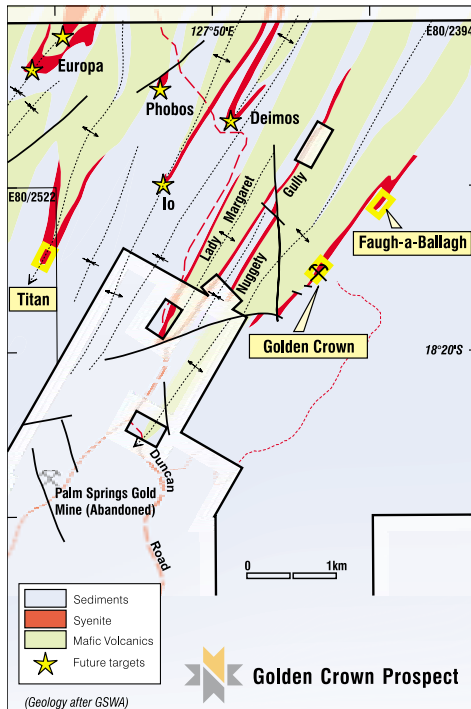 127°50'E
E80/2394
Europa
Phobos
Deimos
Io
E80/2522
Lady Margaret
Gully
Nuggety
Faugh-a-Ballagh
Titan
Golden Crown
18°20'S
Duncan
Road
Palm Springs Gold
Mine (Abandoned)
0 1km
Sediments
Syenite
Mafic Volcanics
Future targets
Golden Crown Prospect
(Geology after GSWA)